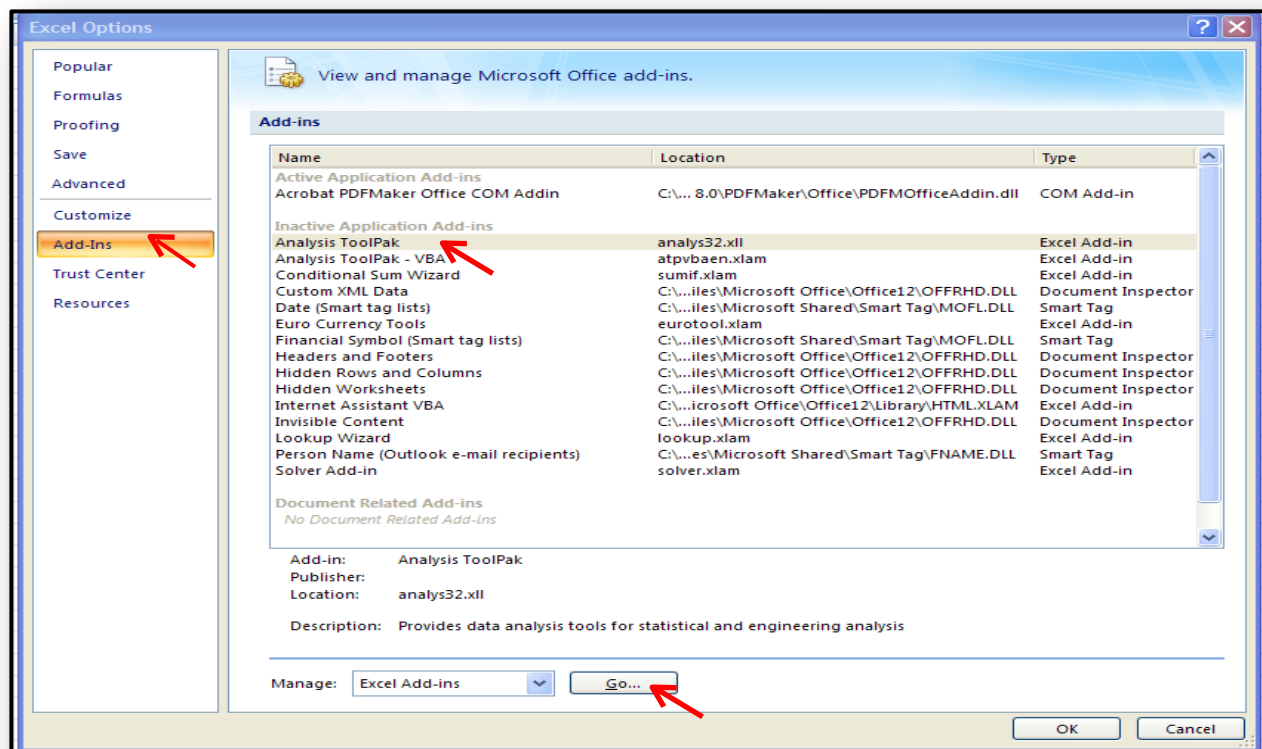 Excel Options
Popular
Formulas
Proofing
Save
Advanced
Customize
Add-Ins
Trust Center
Resources
View and manage Microsoft Office add-ins.
Add-ins
Name Location Type
Active Application Add-ins
Acrobat PDFMaker Office COM Addin C:\... 8.0\PDFMaker\Office\PDFMOfficeAddin.dll COM Add-in
Inactive Application Add-ins
Analysis ToolPak analys32.xll Excel Add-in
Analysis ToolPak - VBA atpvbaen.xlam Excel Add-in
Conditional Sum Wizard sumif.xlam Excel Add-in
Custom XML Data C:\...iles\Microsoft Office\Office12\OFFRHD.DLL Document Inspector
Date (Smart tag lists) C:\...iles\Microsoft Shared\Smart Tag\MOFL.DLL Smart Tag
Euro Currency Tools eurotool.xlam Excel Add-in
Financial Symbol (Smart tag lists) C:\...iles\Microsoft Shared\Smart Tag\MOFL.DLL Smart Tag
Headers and Footers C:\...iles\Microsoft Office\Office12\OFFRHD.DLL Document Inspector
Hidden Rows and Columns C:\...iles\Microsoft Office\Office12\OFFRHD.DLL Document Inspector
Hidden Worksheets C:\...iles\Microsoft Office\Office12\OFFRHD.DLL Document Inspector
Internet Assistant VBA C:\...icrosoft Office\Office12\Library\HTML.XLAM Excel Add-in
Invisible Content C:\...iles\Microsoft Office\Office12\OFFRHD.DLL Document Inspector
Lookup Wizard lookup.xlam Excel Add-in
Person Name (Outlook e-mail recipients) C:\...es\Microsoft Shared\Smart Tag\FNAME.DLL Smart Tag
Solver Add-in solver.xlam Excel Add-in
Document Related Add-ins
No Document Related Add-ins
Add-in: Analysis ToolPak
Publisher:
Location: analys32.xll
Description: Provides data analysis tools for statistical and engineering analysis
Manage: Excel Add-ins Go...
OK Cancel